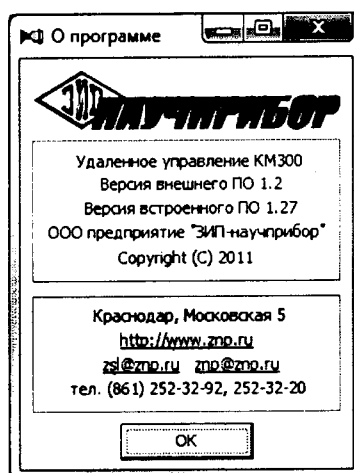 О программе
ЗИП
НАУЧПРИБОР
Удаленное управление КМ300
Версия внешнего ПО 1.2
Версия встроенного ПО 1.27
ООО предприятие "ЗИП-научприбор"
Copyright (C) 2011
Краснодар, Московская 5
http://www.znp.ru
zsl@znp.ru znp@znp.ru
тел. (861) 252-32-92, 252-32-20
OK